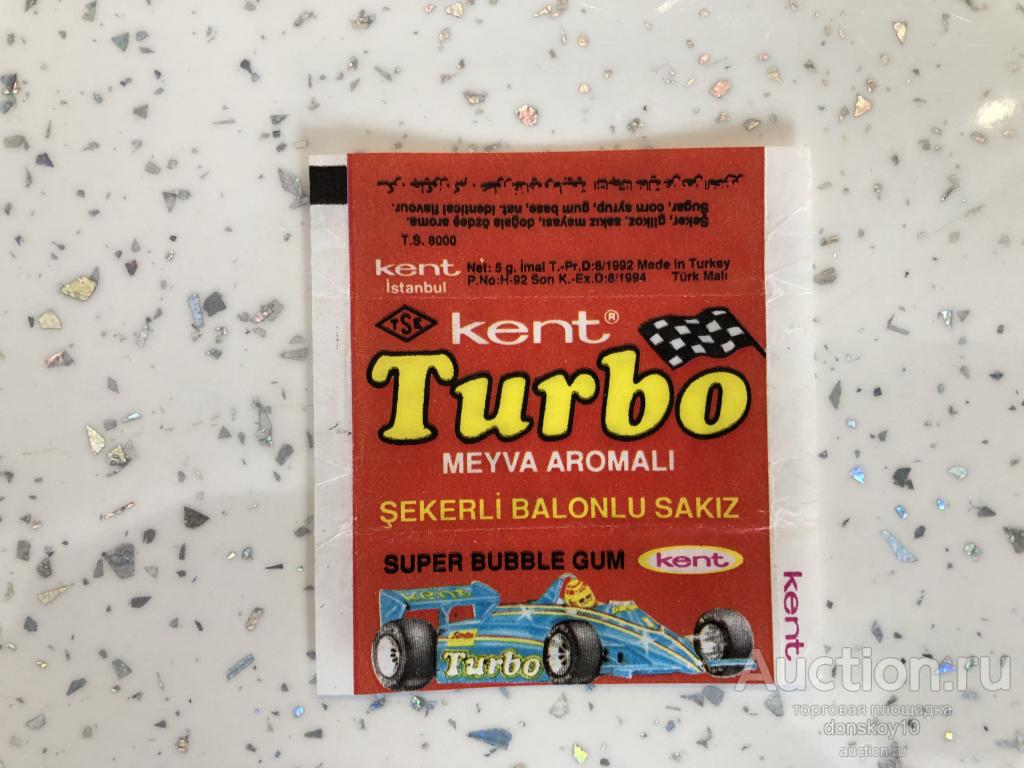 Şeker, glikoz, sakız mayası, doğala özdeş aroma.
Sugar, corn syrup, gum base, nat. identical flavour.
T.S. 8000
kent
İstanbul
Net: 5 g. İmal T.-Pr.D:8/1992 Made in Turkey
P.No:H-92 Son K.-Ex.D:8/1994 Türk Malı
TSE
kent®
Turbo
MEYVA AROMALI
ŞEKERLİ BALONLU SAKIZ
SUPER BUBBLE GUM kent
kent
Turbo
kent
Auction.ru
торговая площадка
donskoy10
auction.ru